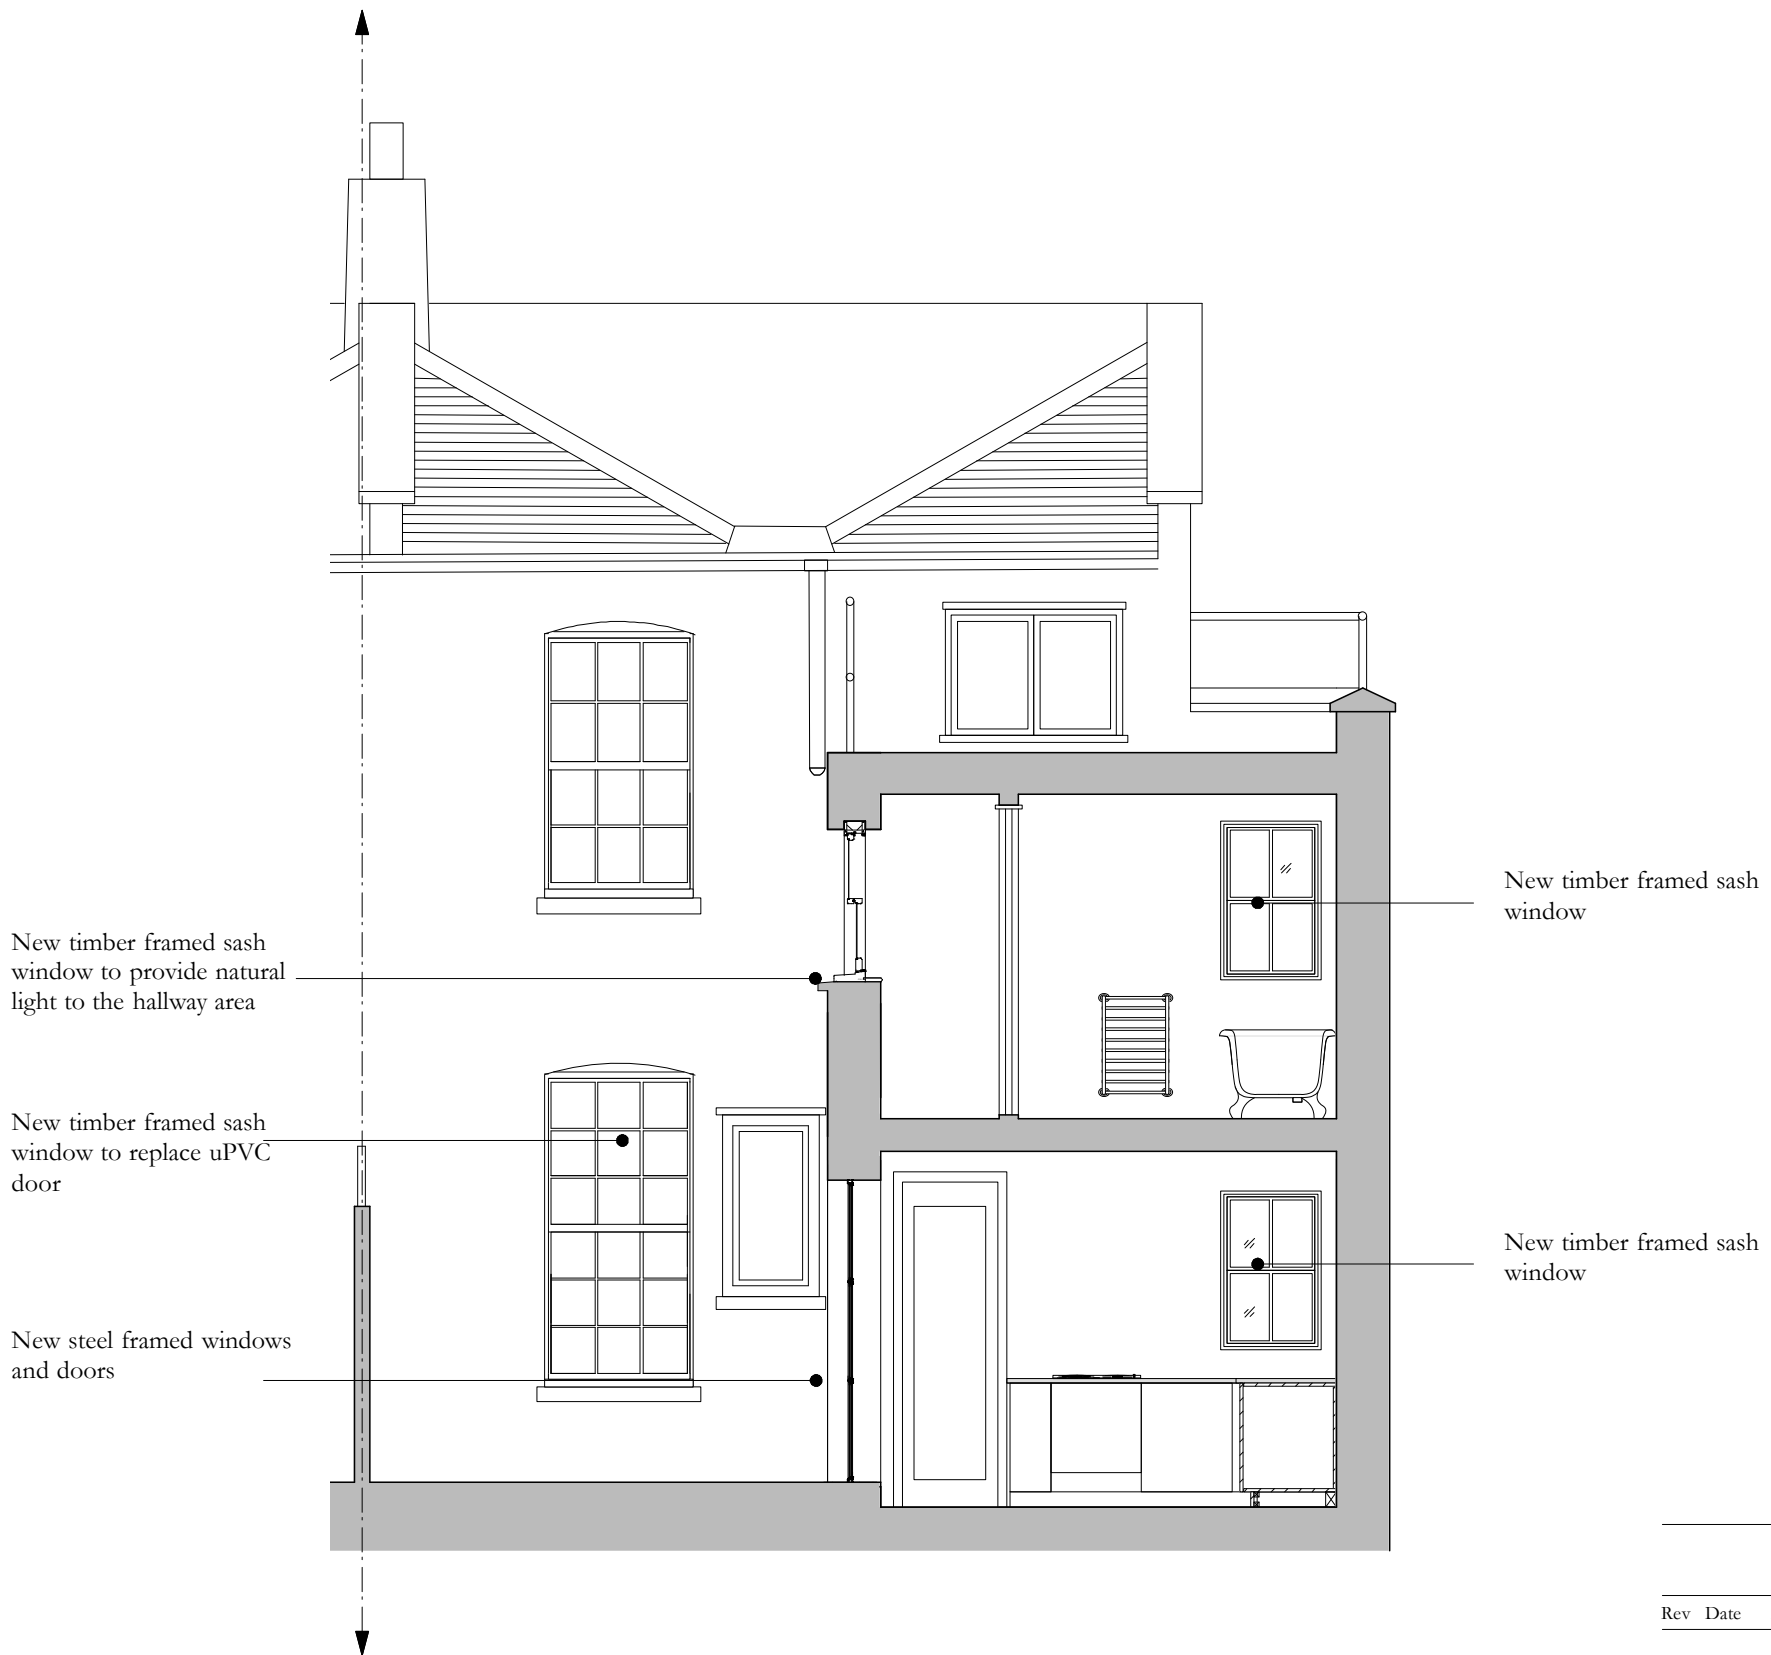 New timber framed sash
window
New timber framed sash
window to provide natural
light to the hallway area
New timber framed sash
window to replace uPVC
door
New timber framed sash
window
New steel framed windows
and doors
Rev Date